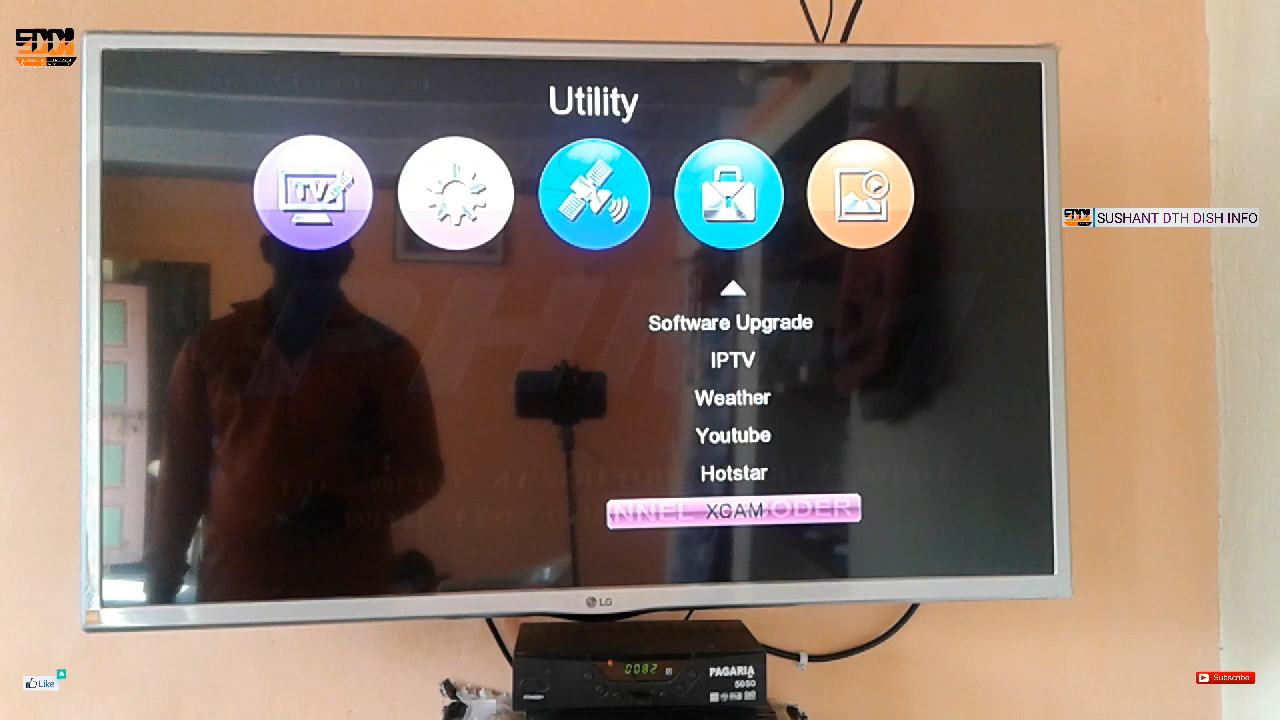 Utility
TV
SUSHANT DTH DISH INFO
Software Upgrade
IPTV
Weather
Youtube
Hotstar
XCAM
LG
0082
PAGARIA
5050
Like
Subscribe